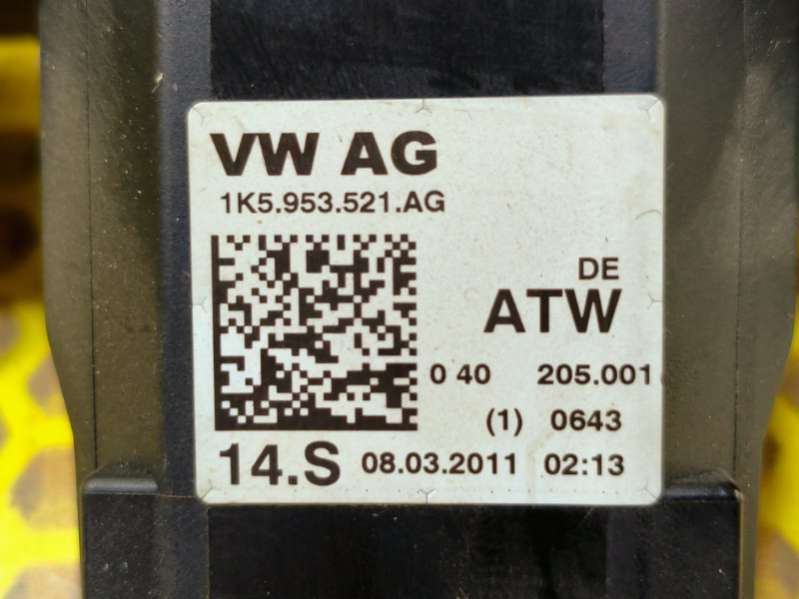 VW AG
1K5.953.521.AG
DE
ATW
0 40 205.001
(1) 0643
14.S 08.03.2011 02:13